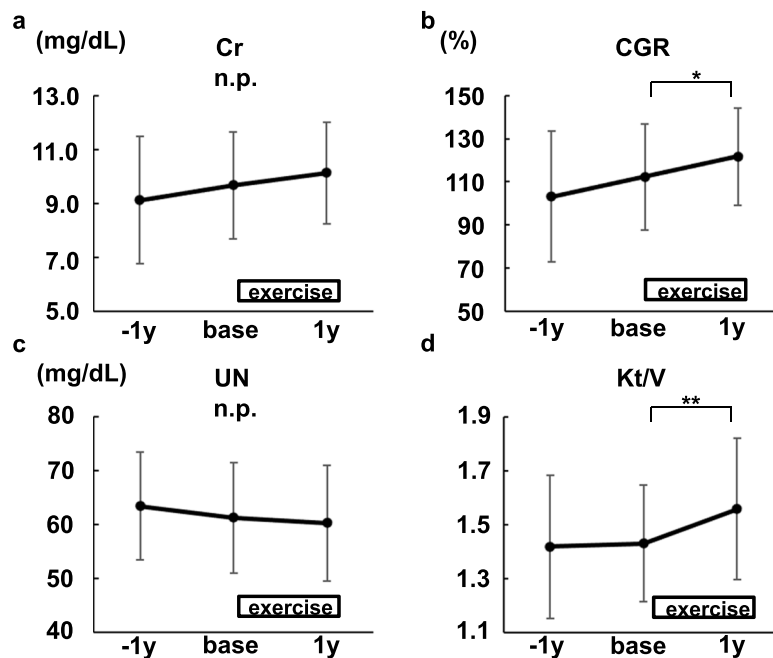 a
(mg/dL)
Cr
n.p.
13.0
11.0
9.0
7.0
5.0
exercise
-1y base 1y
b
(%)
CGR
*
150
130
110
90
70
50
exercise
-1y base 1y
c
(mg/dL)
UN
n.p.
80
70
60
50
40
exercise
-1y base 1y
d
Kt/V
**
1.9
1.7
1.5
1.3
1.1
exercise
-1y base 1y